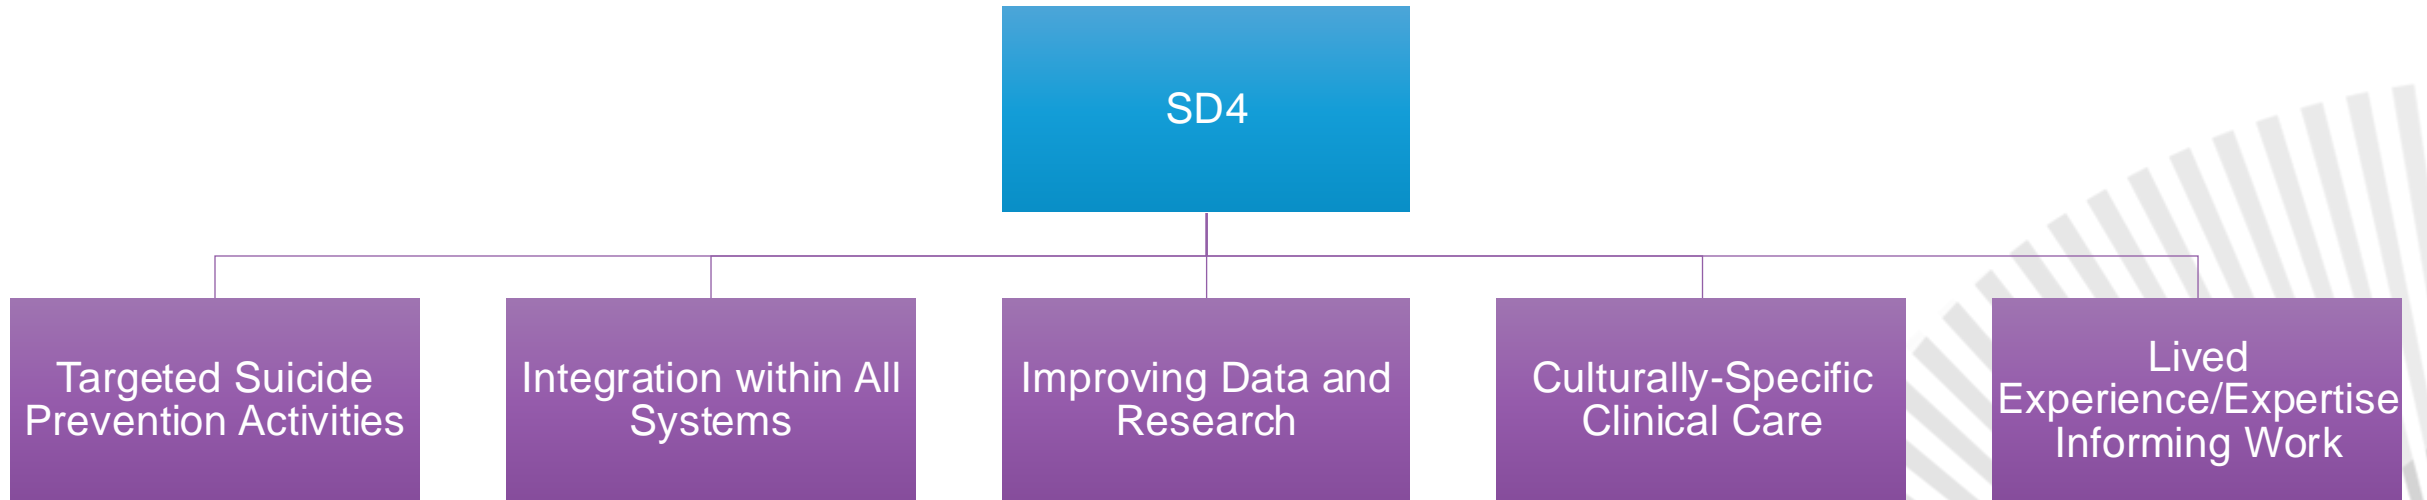 SD4
Targeted Suicide
Prevention Activities
Integration within All
Systems
Improving Data and
Research
Culturally-Specific
Clinical Care
Lived
Experience/Expertise
Informing Work